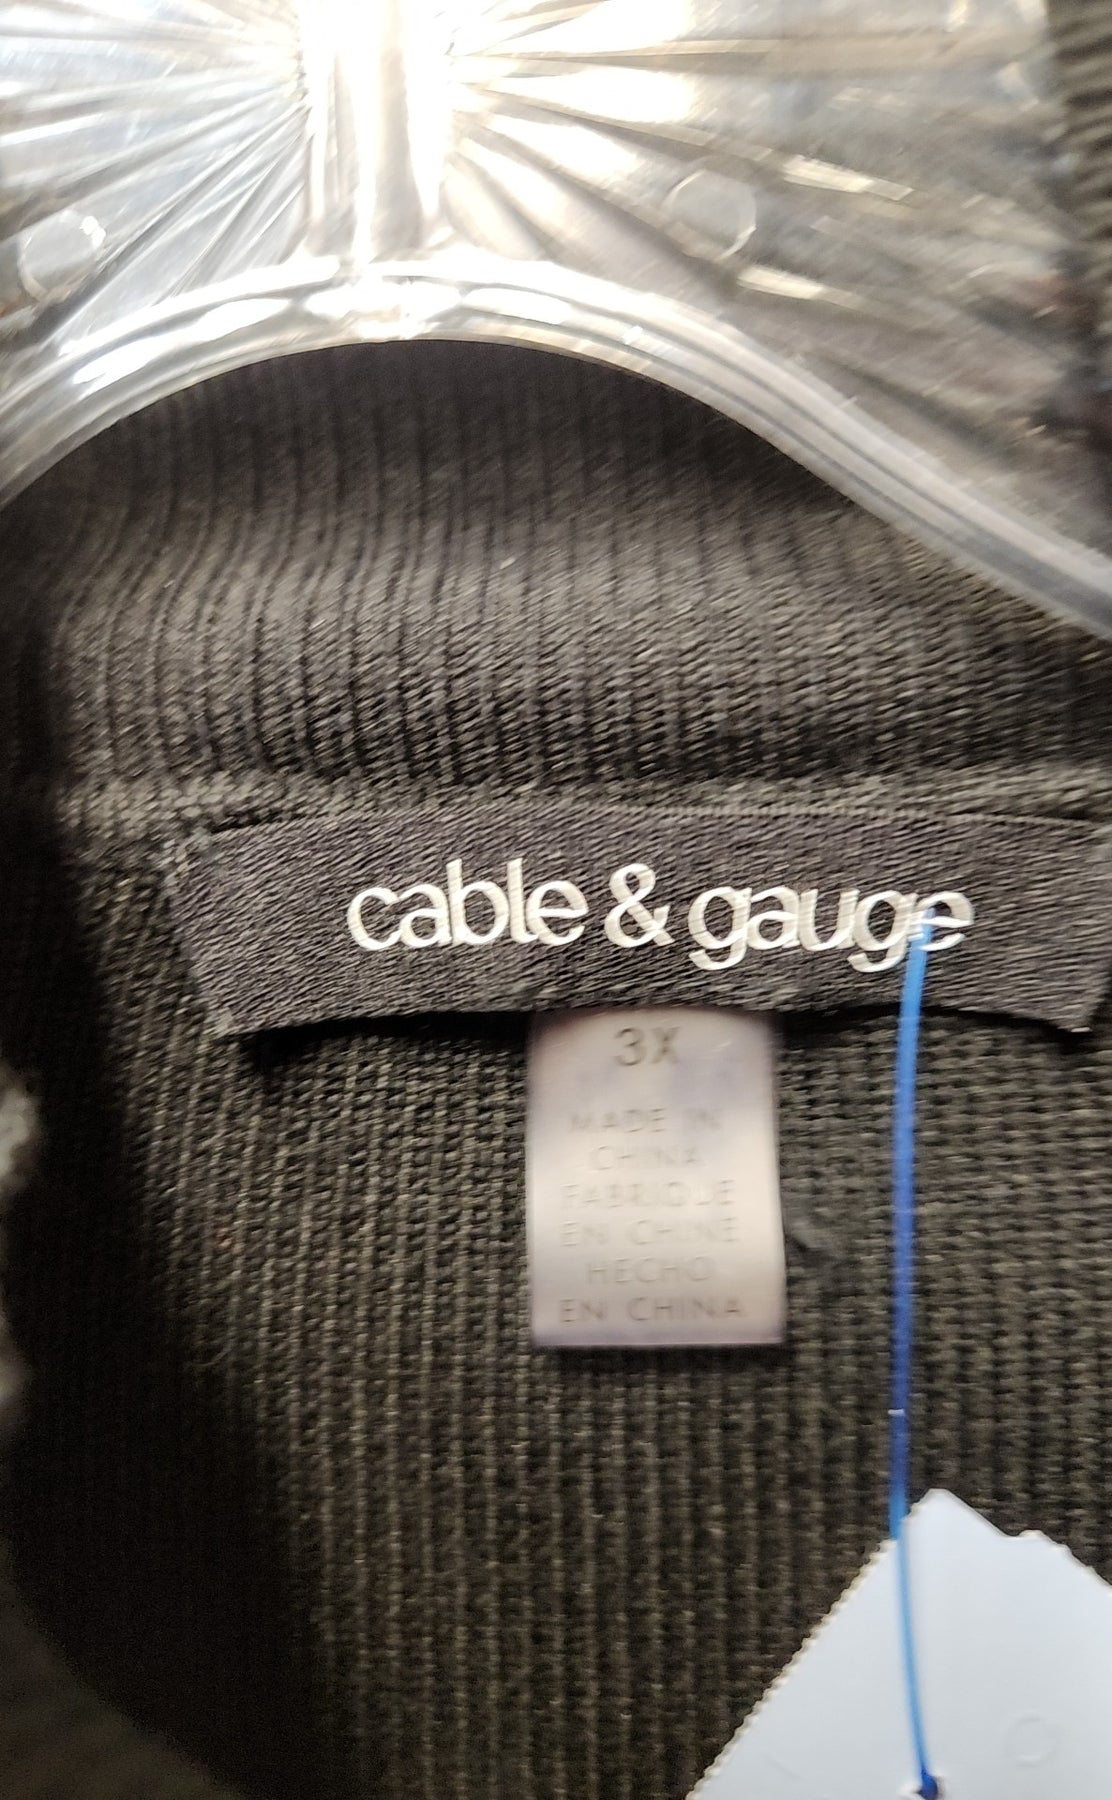 cable & gauge
3X
MADE IN
CHINA
FABRIQUE
EN CHINE
HECHO
EN CHINA